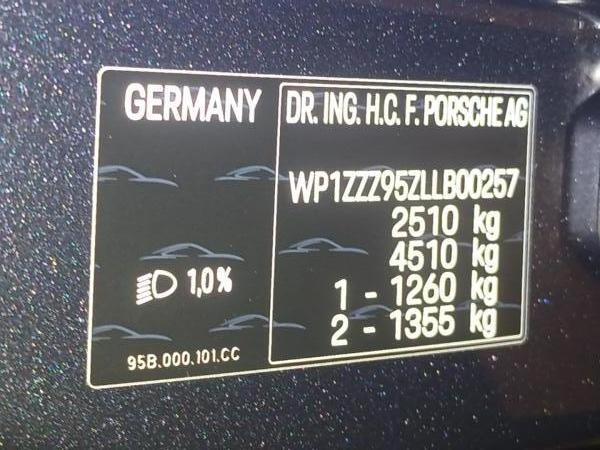 GERMANY
1,0%
95B.000.101.CC
DR. ING. H.C. F. PORSCHE AG
WP1ZZZ95ZLLB00257
2510 kg
4510 kg
1 - 1260 kg
2 - 1355 kg